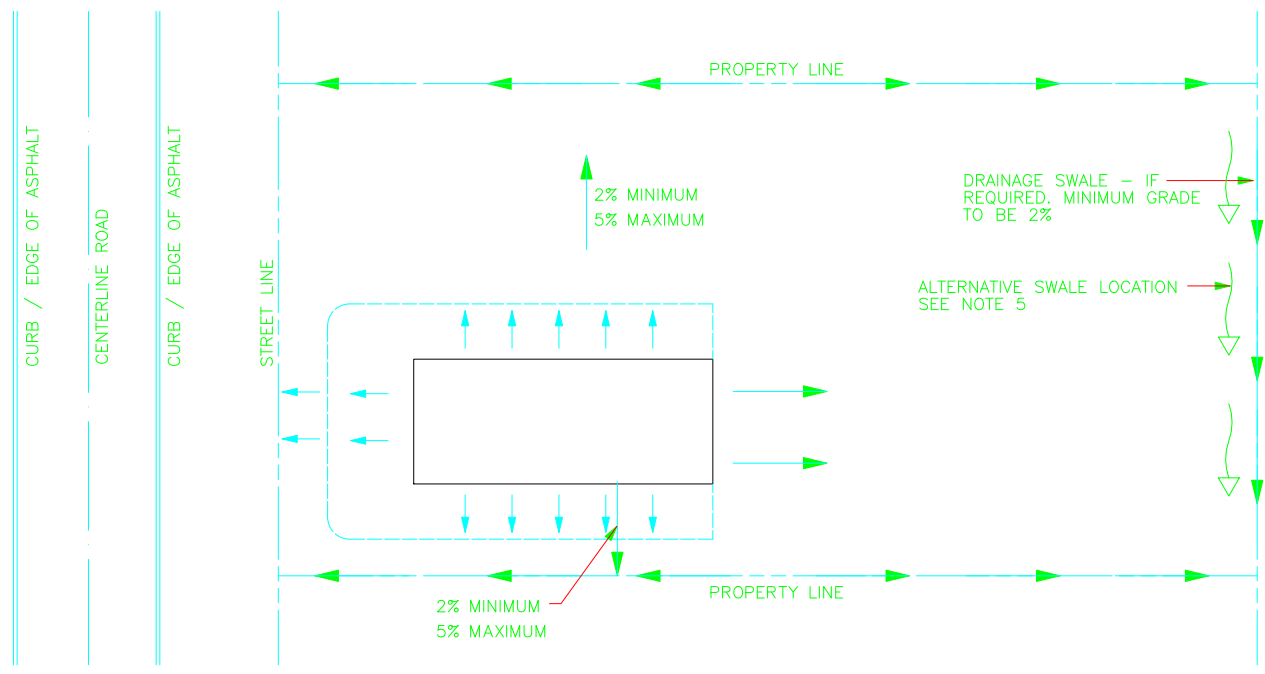 CURB / EDGE OF ASPHALT
CENTERLINE ROAD
CURB / EDGE OF ASPHALT
STREET LINE
PROPERTY LINE
2% MINIMUM
5% MAXIMUM
DRAINAGE SWALE – IF
REQUIRED. MINIMUM GRADE
TO BE 2%
ALTERNATIVE SWALE LOCATION
SEE NOTE 5
2% MINIMUM
5% MAXIMUM
PROPERTY LINE